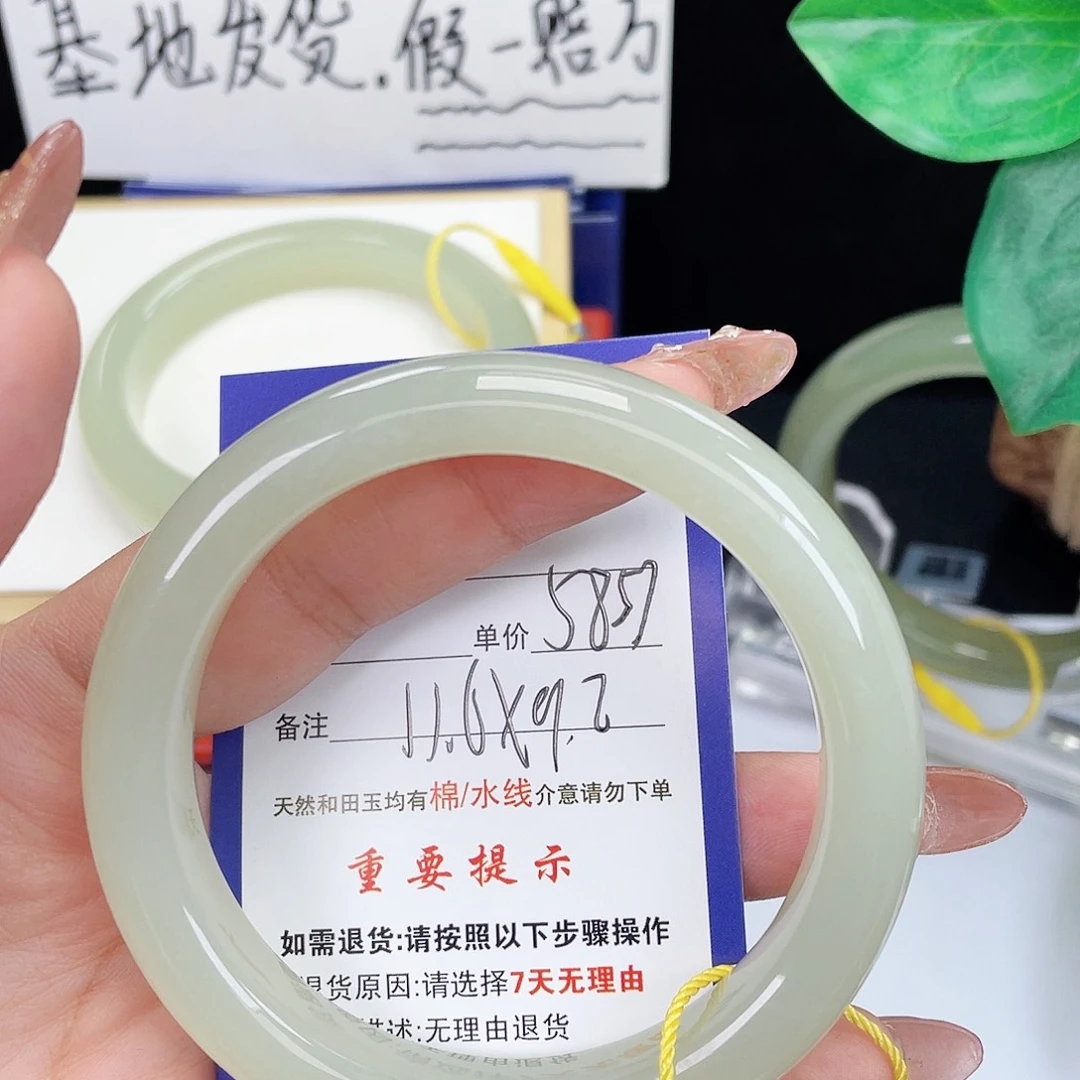 基地发货.假一赔万
单价 585
备注 11.6X9.2
天然和田玉均有棉/水线介意请勿下单
重要提示
如需退货:请按照以下步骤操作
退货原因:请选择7天无理由
描述:无理由退货